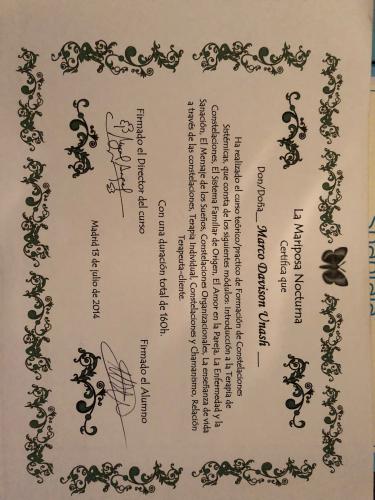 La Mariposa Nocturna
Certifica que
Don/Doña Marco Davison Unash
Ha realizado el curso teórico/practico de Formación de Constelaciones
Sistémicas, que consta de los siguientes módulos: Introducción a la Terapia de
Constelaciones, El Sistema Familiar de Origen, El Amor en la Pareja, La Enfermedad y la
Sanación, El Mensaje de los Sueños, Constelaciones Organizacionales, La enseñanza de vida
a través de las constelaciones, Terapia Individual, Constelaciones y Chamanismo, Relación
Terapeuta-cliente.
Con una duración total de 160h.
Firmado el Director del curso
Firmado el Alumno
Madrid 13 de julio de 2014